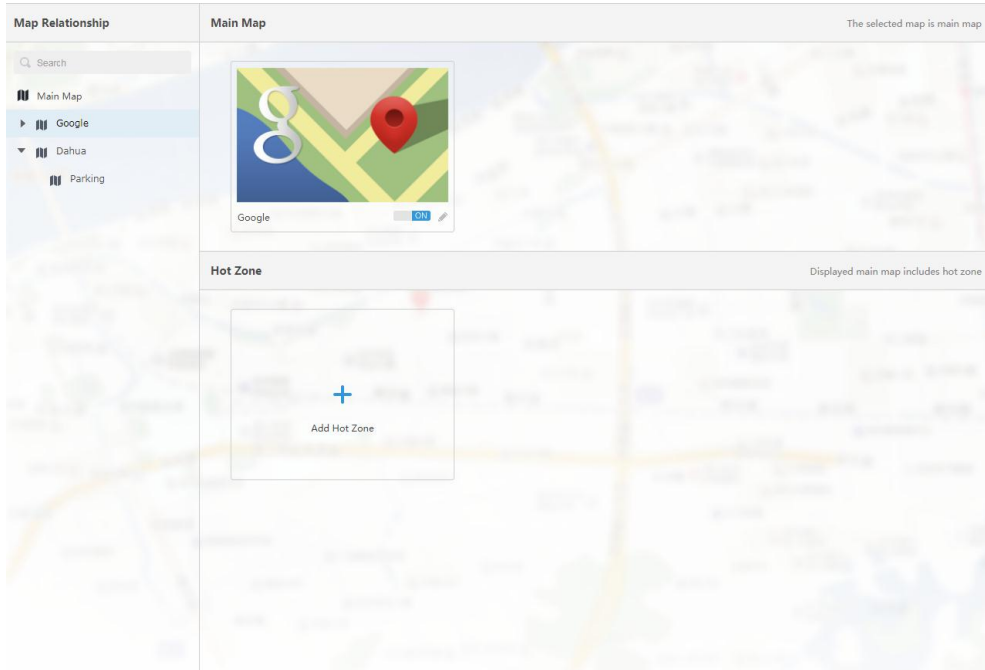 Map Relationship
Main Map
The selected map is main map
Search
Main Map
Google
Dahua
Parking
g
Google
ON
Hot Zone
Displayed main map includes hot zone
Add Hot Zone